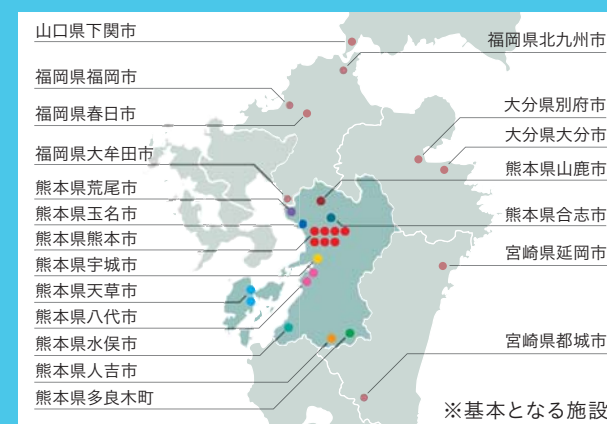 山口県下関市
福岡県福岡市
福岡県春日市
福岡県大牟田市
熊本県荒尾市
熊本県玉名市
熊本県熊本市
熊本県宇城市
熊本県天草市
熊本県八代市
熊本県水俣市
熊本県人吉市
熊本県多良木町
福岡県北九州市
大分県別府市
大分県大分市
熊本県山鹿市
熊本県合志市
宮崎県延岡市
宮崎県都城市
※基本となる施設